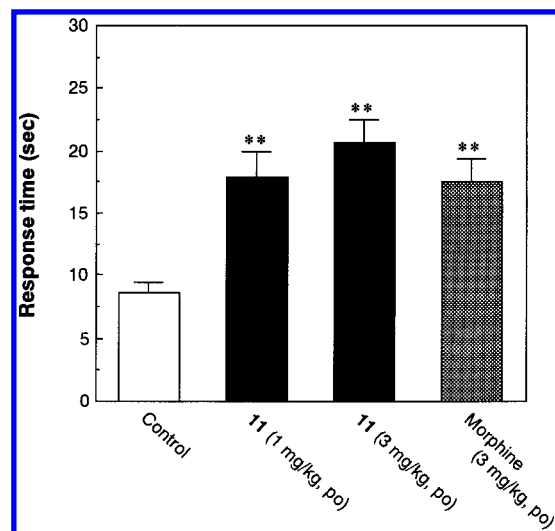 Response time (sec)
30
25
20
15
10
5
0
**
**
**
Control
11 (1 mg/kg, po)
11 (3 mg/kg, po)
Morphine
(3 mg/kg, po)